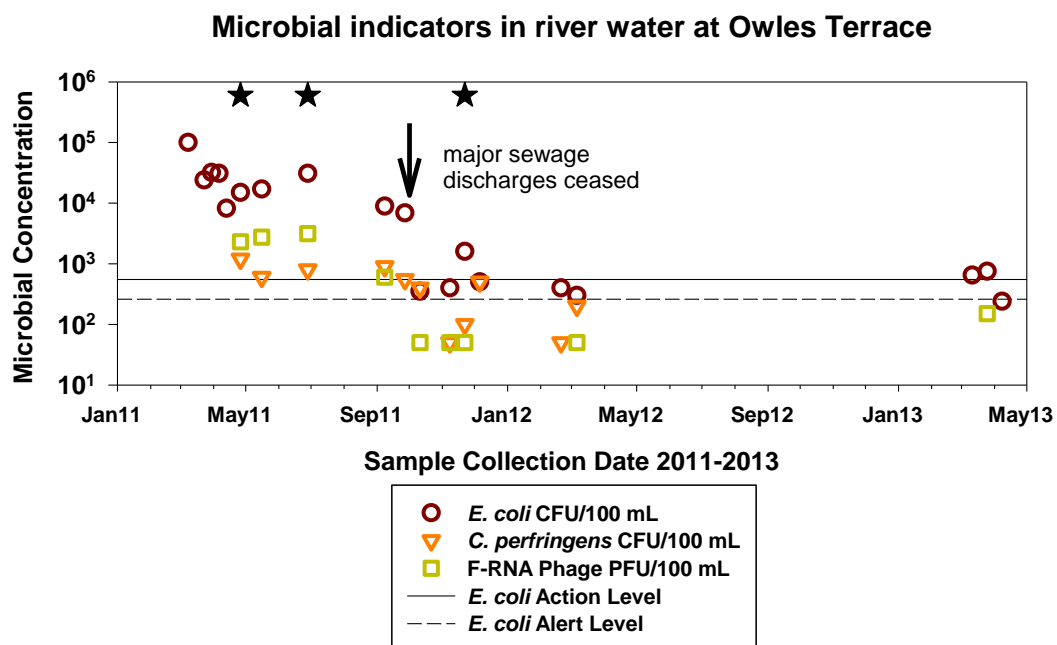 Microbial indicators in river water at Owles Terrace
Microbial Concentration
10⁶
10⁵
10⁴
10³
10²
10¹
major sewage
discharges ceased
Jan11 May11 Sep11 Jan12 May12 Sep12 Jan13 May13
Sample Collection Date 2011-2013
E. coli CFU/100 mL
C. perfringens CFU/100 mL
F-RNA Phage PFU/100 mL
E. coli Action Level
E. coli Alert Level